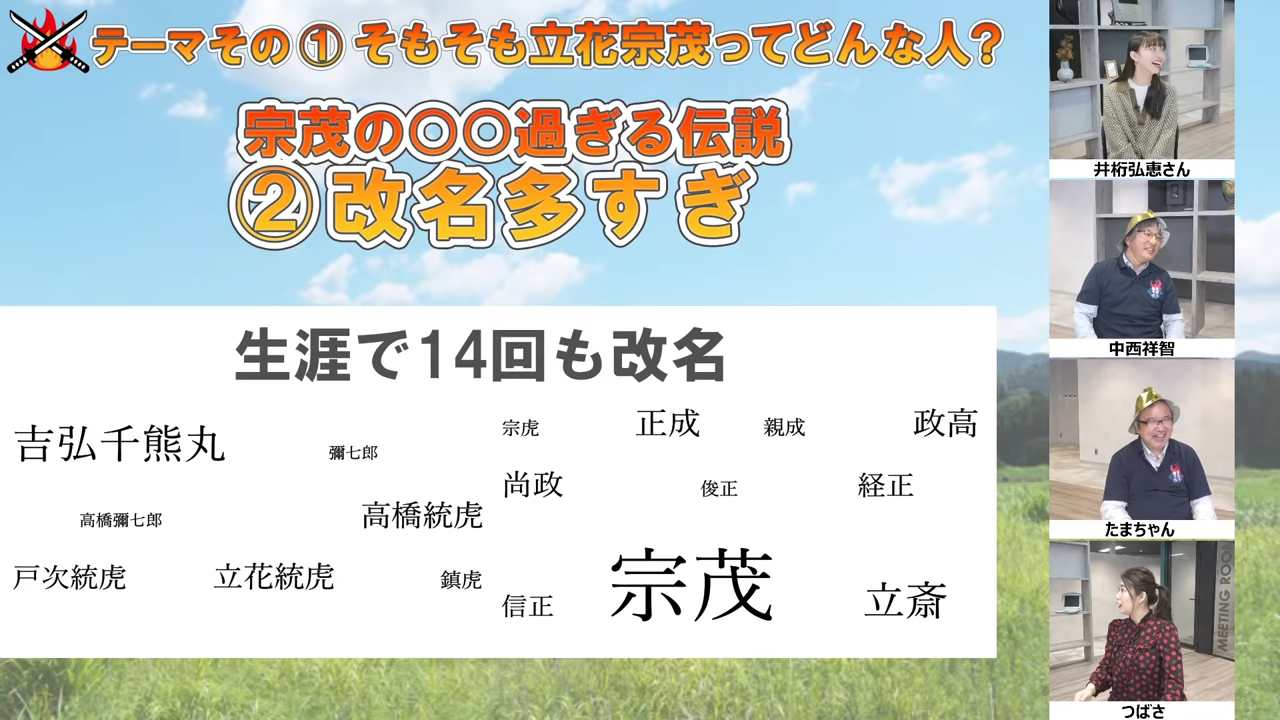 テーマその①そもそも立花宗茂ってどんな人?
宗茂の〇〇過ぎる伝説
②改名多すぎ
生涯で14回も改名
吉弘千熊丸
彌七郎
宗虎
正成
親成
政高
高橋彌七郎
高橋統虎
尚政
俊正
経正
戸次統虎
立花統虎
鎮虎
信正
宗茂
立斎
井桁弘恵さん
中西祥智
たまちゃん
MEETING ROOM
つばさ